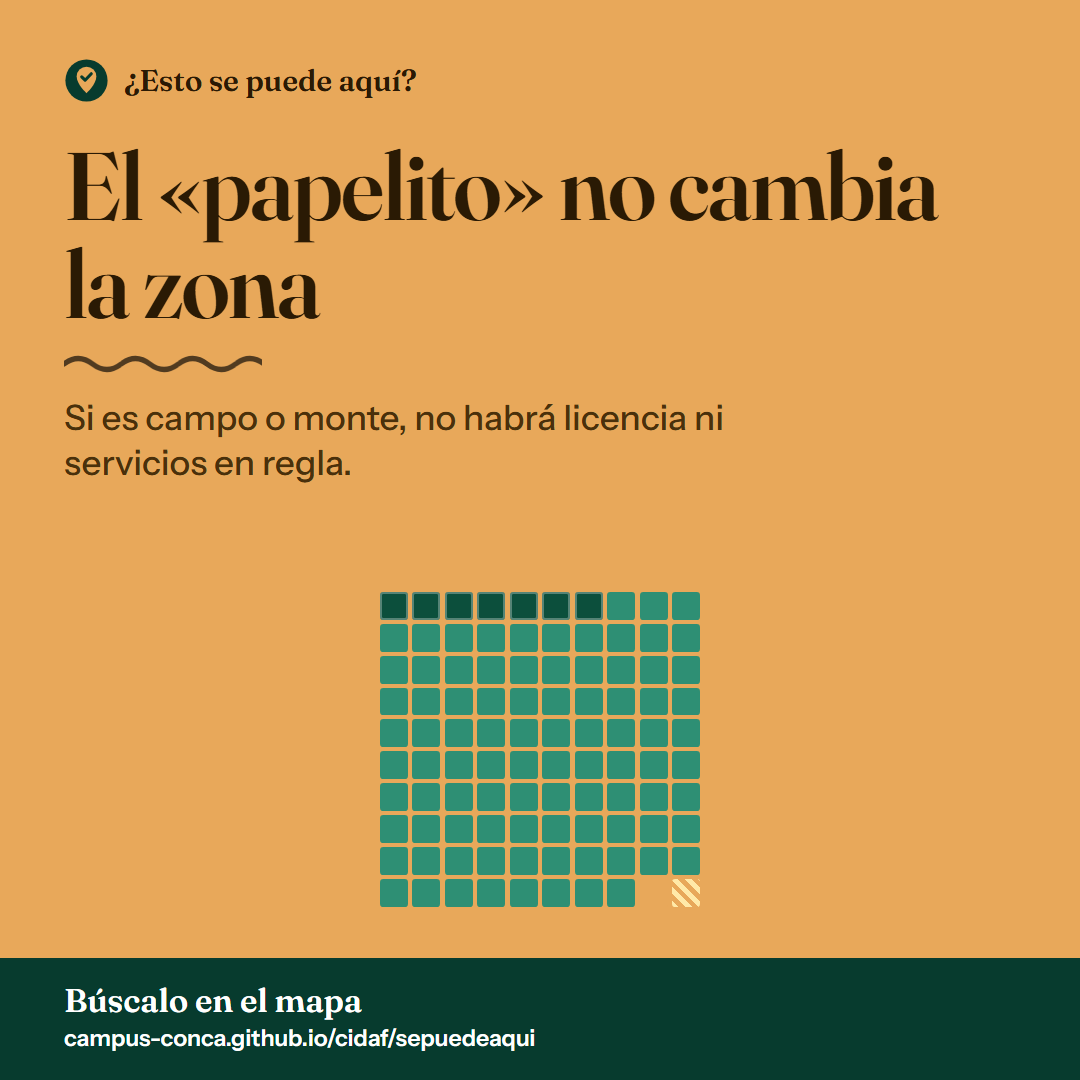 ¿Esto se puede aquí?
El «papelito» no cambia
la zona
Si es campo o monte, no habrá licencia ni
servicios en regla.
Búscalo en el mapa
campus-conca.github.io/cidaf/sepuedeaqui